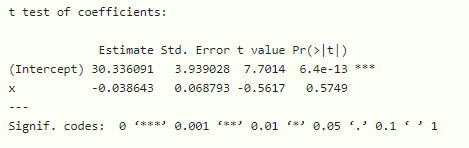 t test of coefficients:
Estimate Std. Error t value Pr(>|t|)
(Intercept) 30.336091 3.939028 7.7014 6.4e-13 ***
x -0.038643 0.068793 -0.5617 0.5749
---
Signif. codes: 0 ‘***’ 0.001 ‘**’ 0.01 ‘*’ 0.05 ‘.’ 0.1 ‘ ’ 1